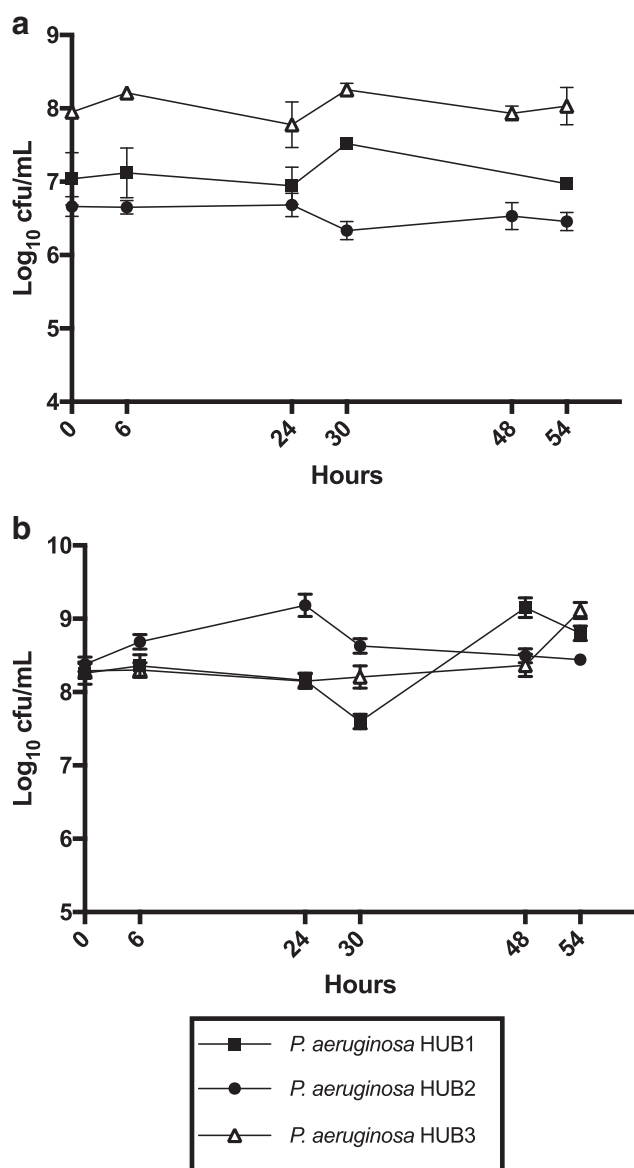 a
9
8
7
6
5
4
Log10 cfu/mL
0 6 24 30 48 54
Hours
b
10
9
8
7
6
5
Log10 cfu/mL
0 6 24 30 48 54
Hours
P. aeruginosa HUB1
P. aeruginosa HUB2
P. aeruginosa HUB3